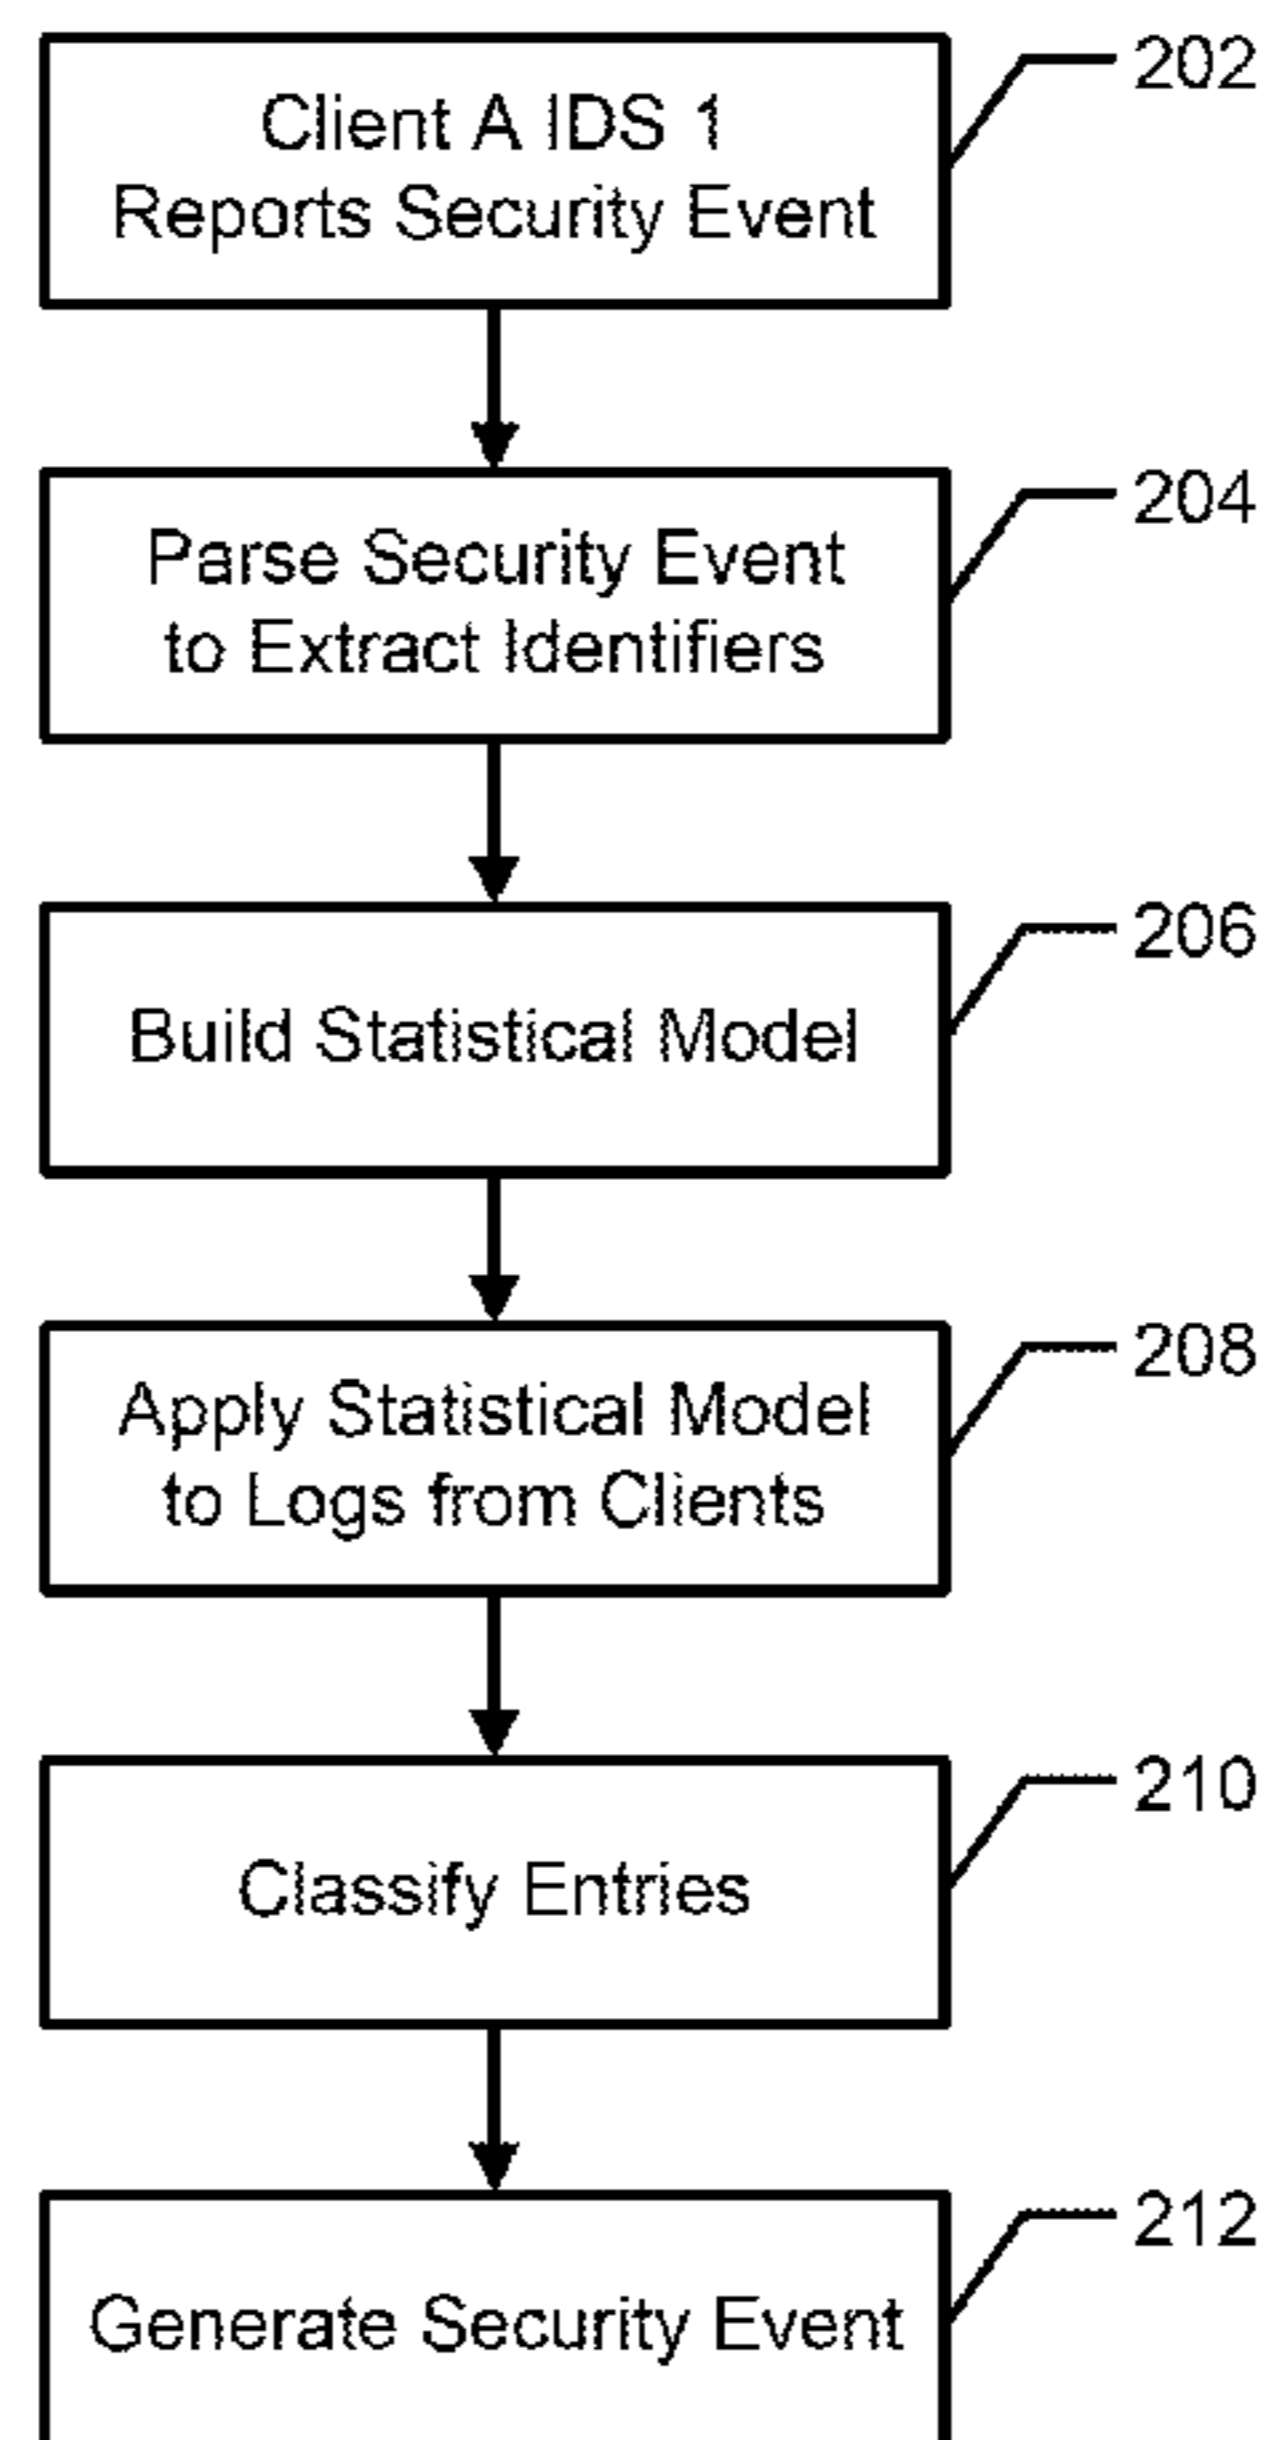 Client A IDS 1
Reports Security Event
202
Parse Security Event
to Extract Identifiers
204
Build Statistical Model
206
Apply Statistical Model
to Logs from Clients
208
Classify Entries
210
Generate Security Event
212